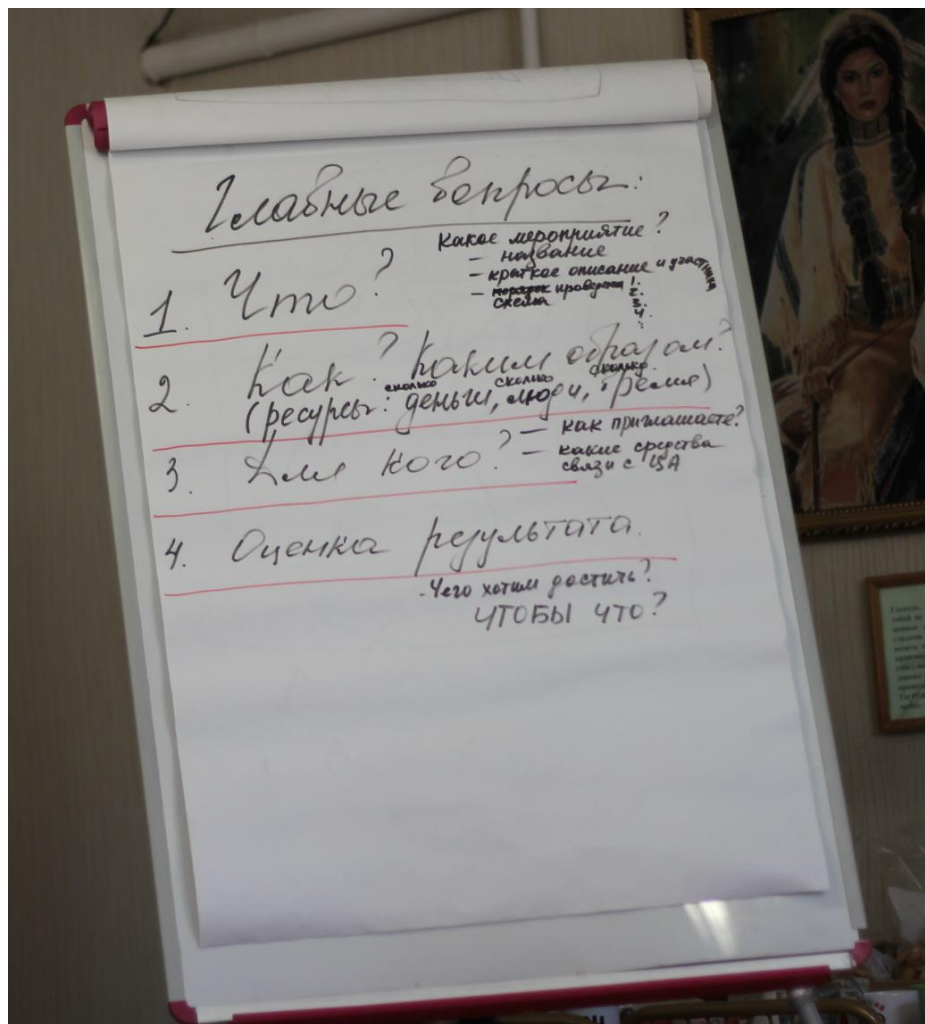 Главные вопросы:
1. Что?
Какое мероприятие?
– название
– краткое описание и участники
– порядок проведения
схема
1.
2.
3.
4.
2. Как? Каким образом?
сколько сколько сколько
(ресурсы: деньги, люди, время)
3. Для кого?
– как приглашаете?
– какие средства
связи с ЦА
4. Оценка результата.
- Чего хотим достичь?
ЧТОБЫ ЧТО?